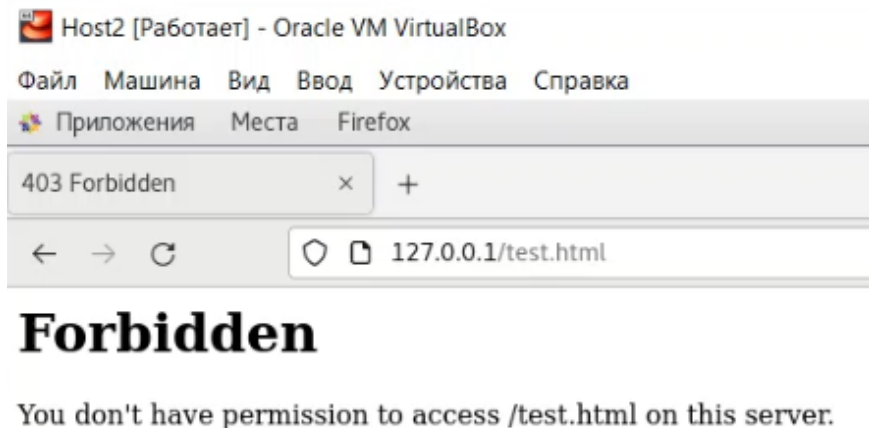 Host2 [Работает] - Oracle VM VirtualBox
Файл Машина Вид Ввод Устройства Справка
Приложения Места Firefox
403 Forbidden × +
127.0.0.1/test.html
Forbidden
You don't have permission to access /test.html on this server.